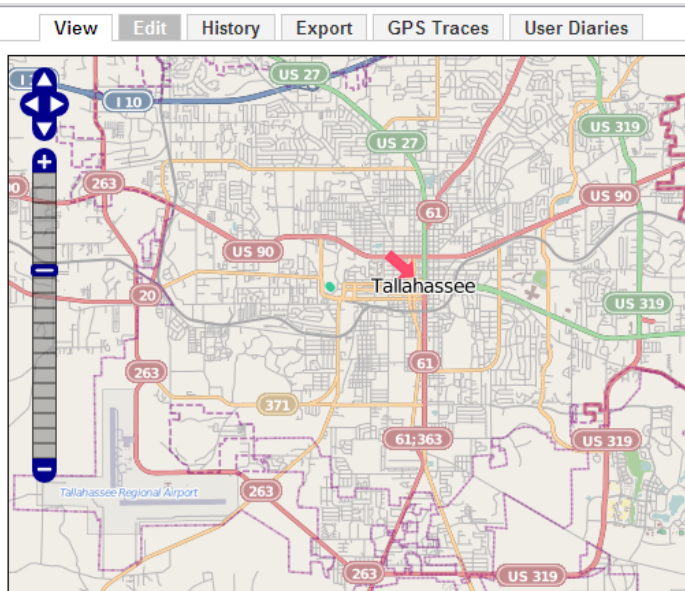 View Edit History Export GPS Traces User Diaries
US 27
I 10
US 27
US 319
263
US 90
61
US 90
Tallahassee
20
US 319
263
61
371
61;363
US 319
Tallahassee Regional Airport
263
263
US 319